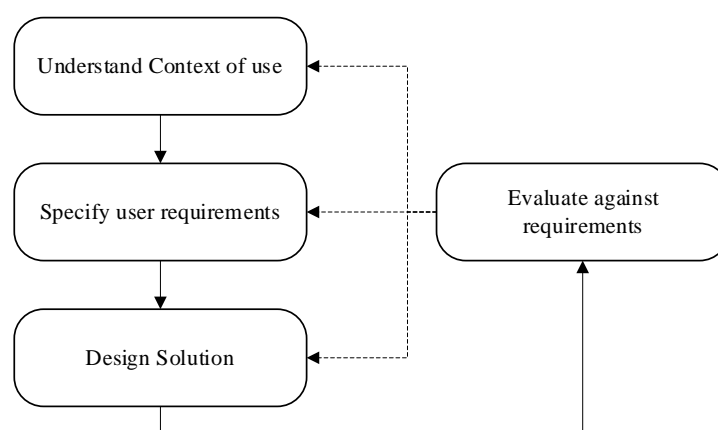 Understand Context of use
Specify user requirements
Evaluate against
requirements
Design Solution